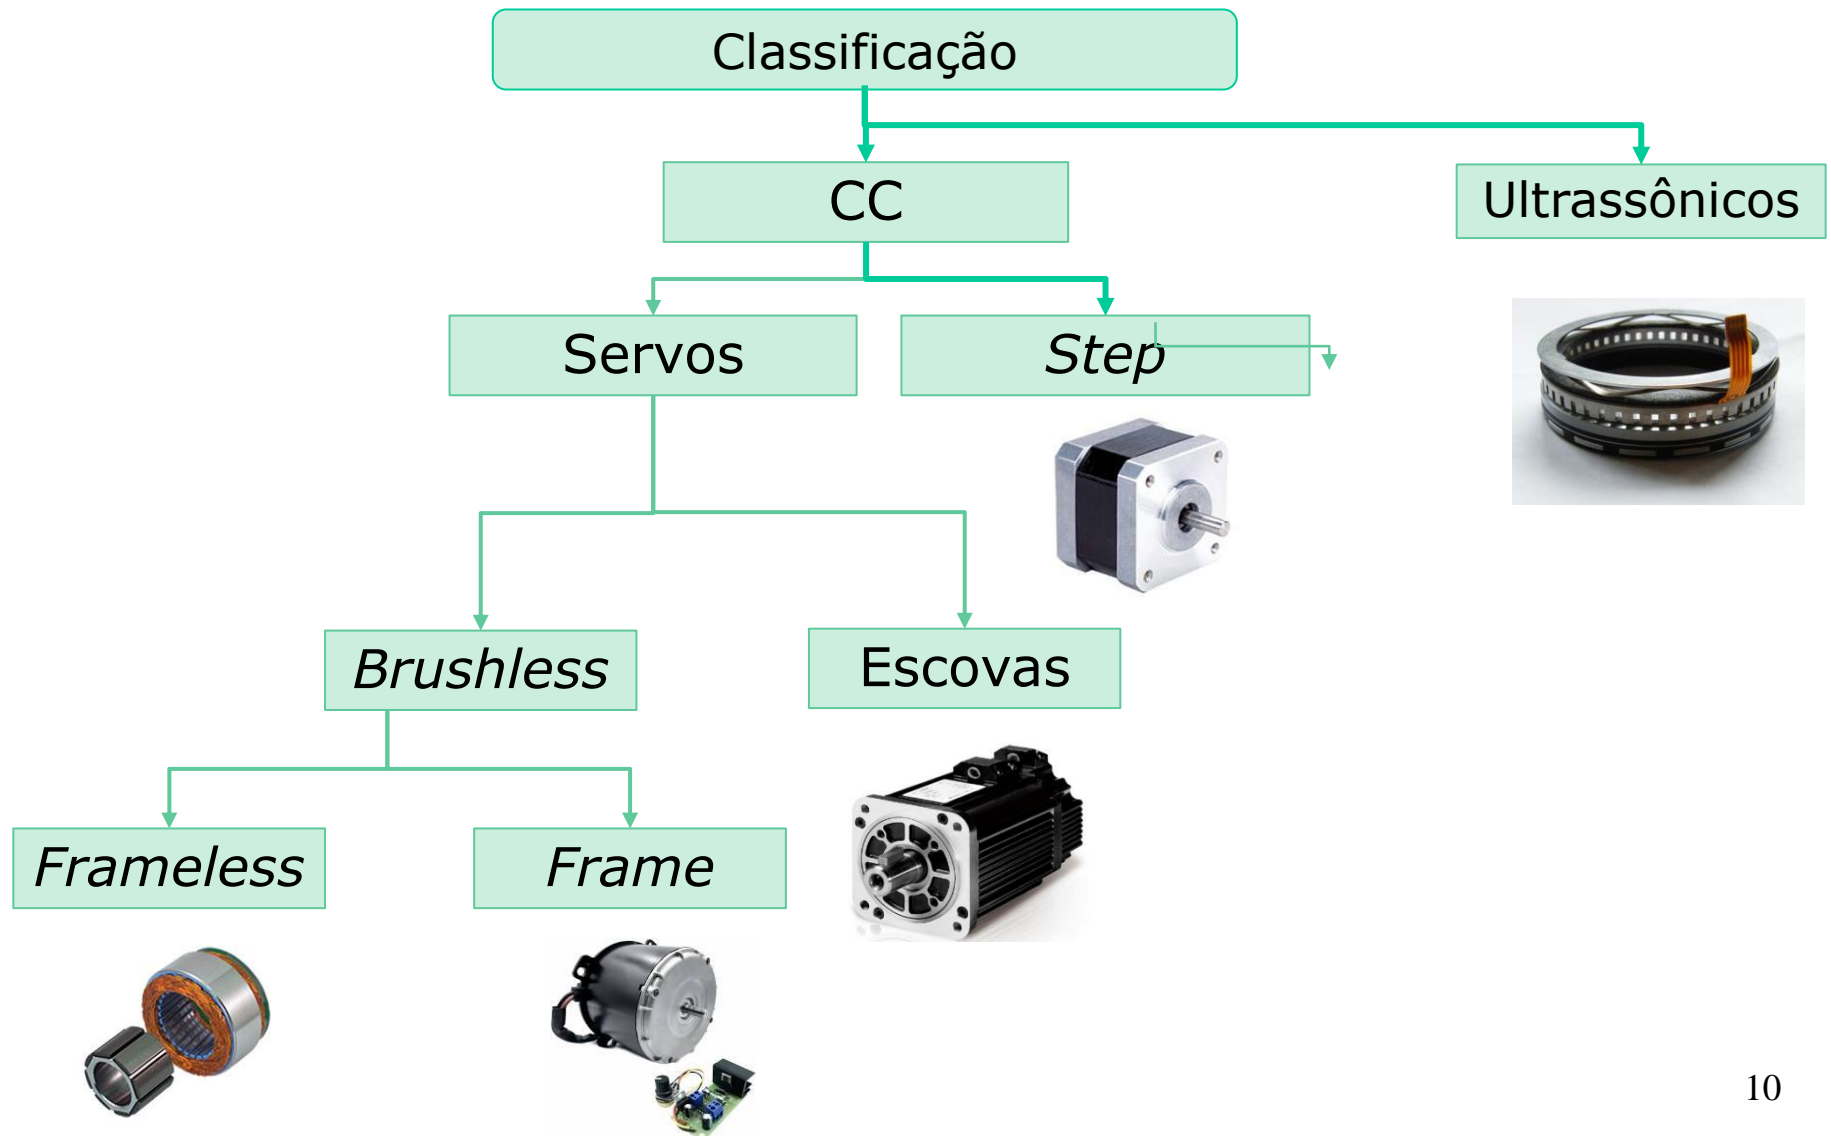 Classificação
CC
Ultrassônicos
Servos
Step
Brushless
Escovas
Frameless
Frame
10